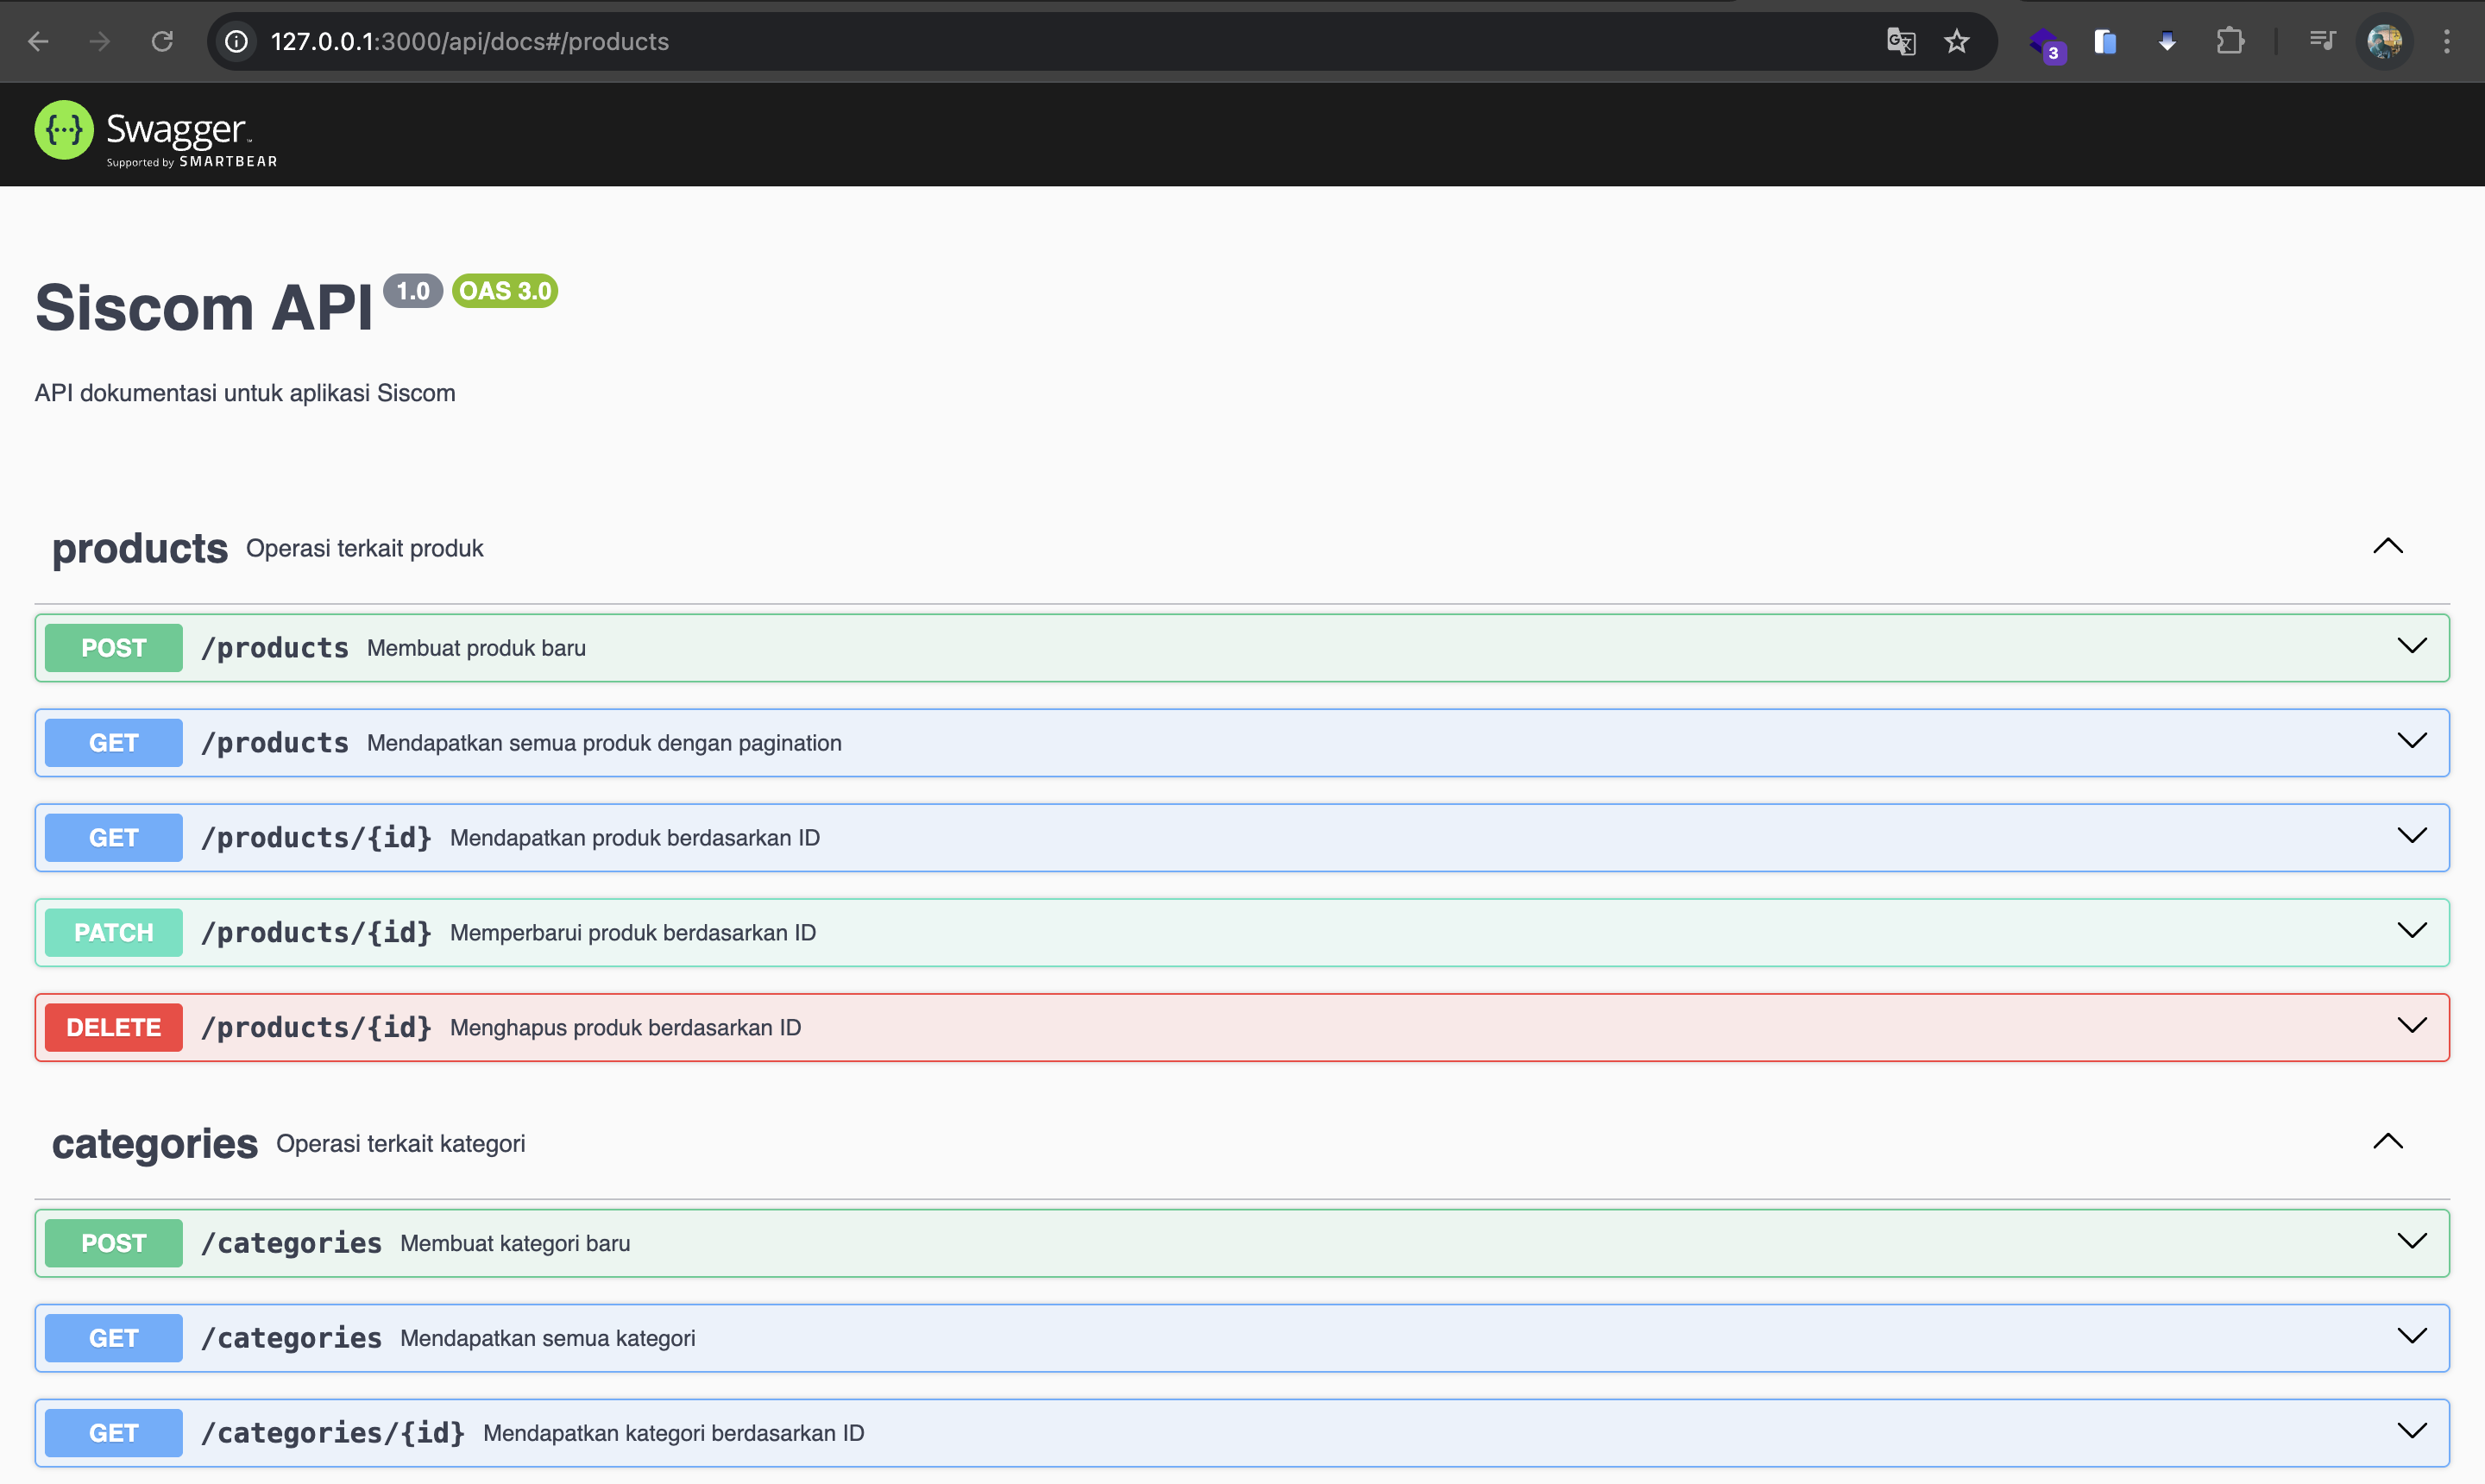 127.0.0.1:3000/api/docs#/products
3
{···} Swagger™
Supported by SMARTBEAR
Siscom API 1.0 OAS 3.0
API dokumentasi untuk aplikasi Siscom
products Operasi terkait produk
POST /products Membuat produk baru
GET /products Mendapatkan semua produk dengan pagination
GET /products/{id} Mendapatkan produk berdasarkan ID
PATCH /products/{id} Memperbarui produk berdasarkan ID
DELETE /products/{id} Menghapus produk berdasarkan ID
categories Operasi terkait kategori
POST /categories Membuat kategori baru
GET /categories Mendapatkan semua kategori
GET /categories/{id} Mendapatkan kategori berdasarkan ID